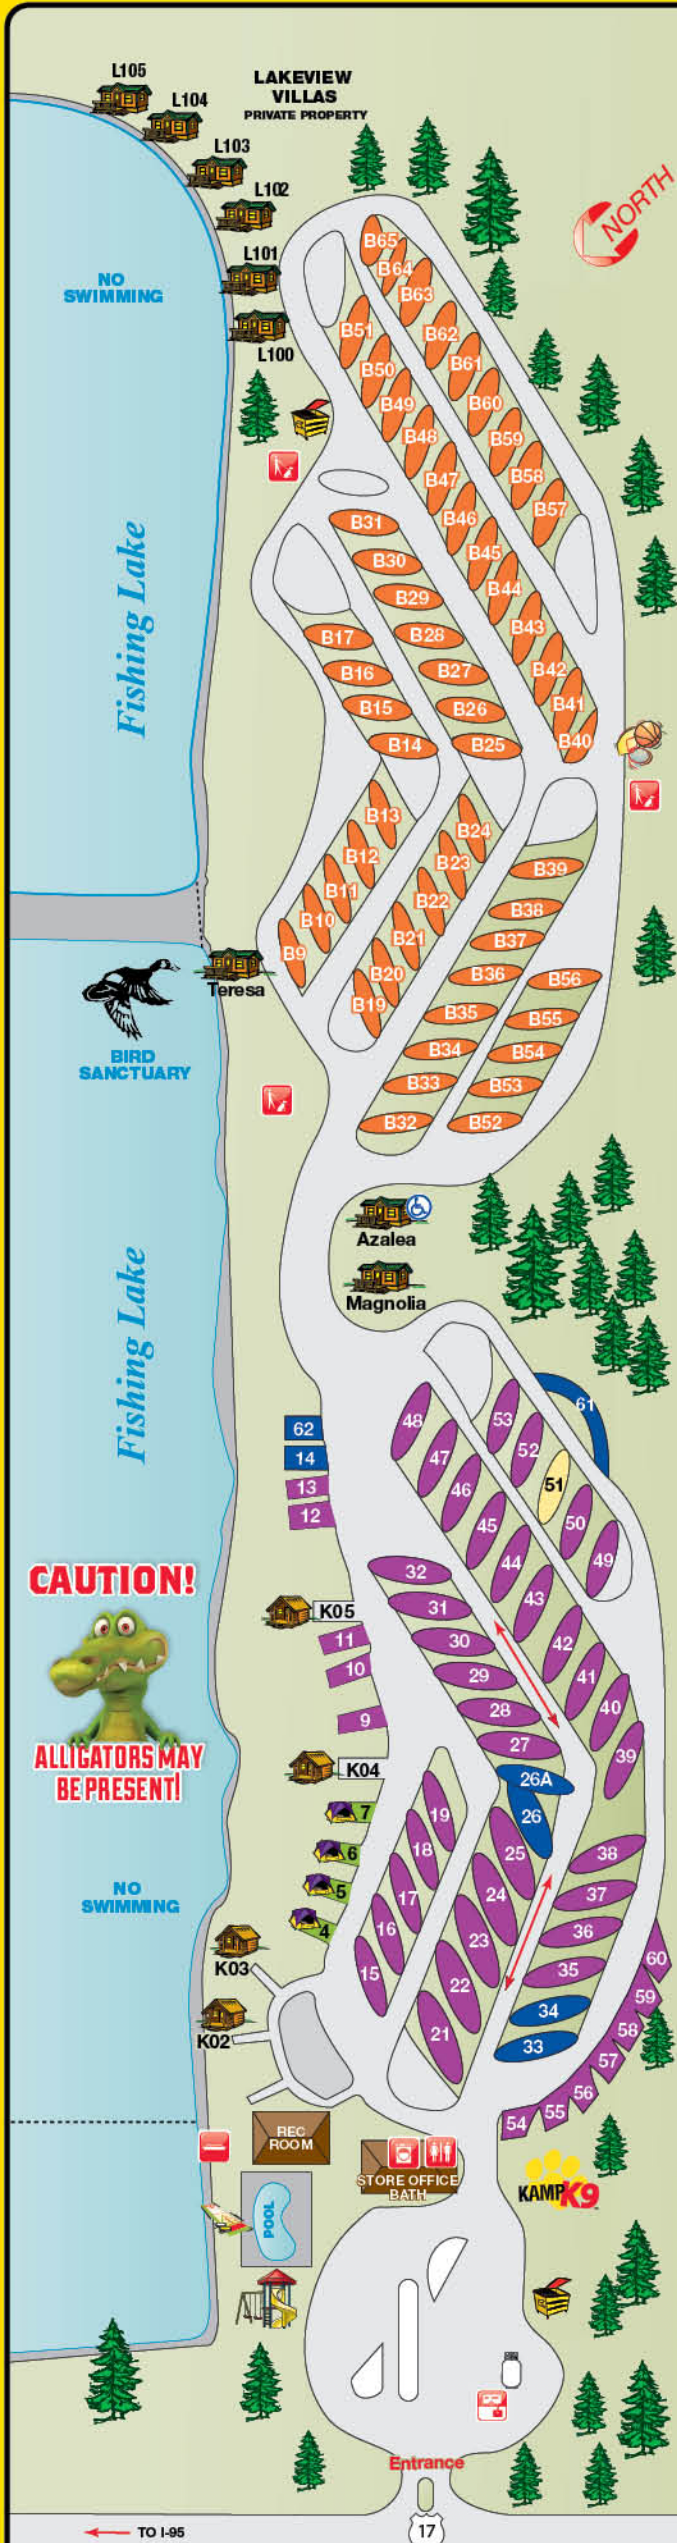 L105
L104
L103
L102
L101
L100
LAKEVIEW
VILLAS
PRIVATE PROPERTY
NORTH
NO
SWIMMING
B65
B64
B63
B62
B61
B60
B59
B58
B57
B51
B50
B49
B48
B47
B46
B45
B44
B43
B42
B41
B40
Fishing Lake
B31
B30
B29
B28
B27
B26
B25
B17
B16
B15
B14
B13
B12
B11
B10
B9
B24
B23
B22
B21
B20
B19
B39
B38
B37
B36
B35
B34
B33
B32
B56
B55
B54
B53
B52
Teresa
BIRD
SANCTUARY
Azalea
Magnolia
Fishing Lake
62
14
13
12
48
47
46
45
44
43
42
41
40
39
53
52
51
50
49
61
32
31
30
29
28
27
26A
26
CAUTION!
ALLIGATORS MAY
BE PRESENT!
K05
11
10
9
K04
7
6
5
4
19
18
17
16
15
25
24
23
22
21
38
37
36
35
34
33
60
59
58
57
56
55
54
NO
SWIMMING
K03
K02
REC
ROOM
STORE OFFICE
BATH
POOL
KAMP K9
Entrance
TO I-95
17